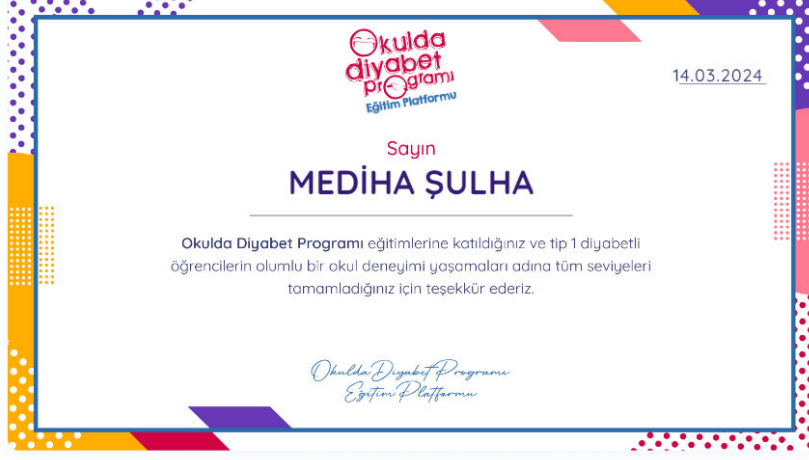 Okulda
diyabet
programı
Eğitim Platformu
14.03.2024
Sayın
MEDİHA ŞULHA
Okulda Diyabet Programı eğitimlerine katıldığınız ve tip 1 diyabetli
öğrencilerin olumlu bir okul deneyimi yaşamaları adına tüm seviyeleri
tamamladığınız için teşekkür ederiz.
Okulda Diyabet Programı
Eğitim Platformu